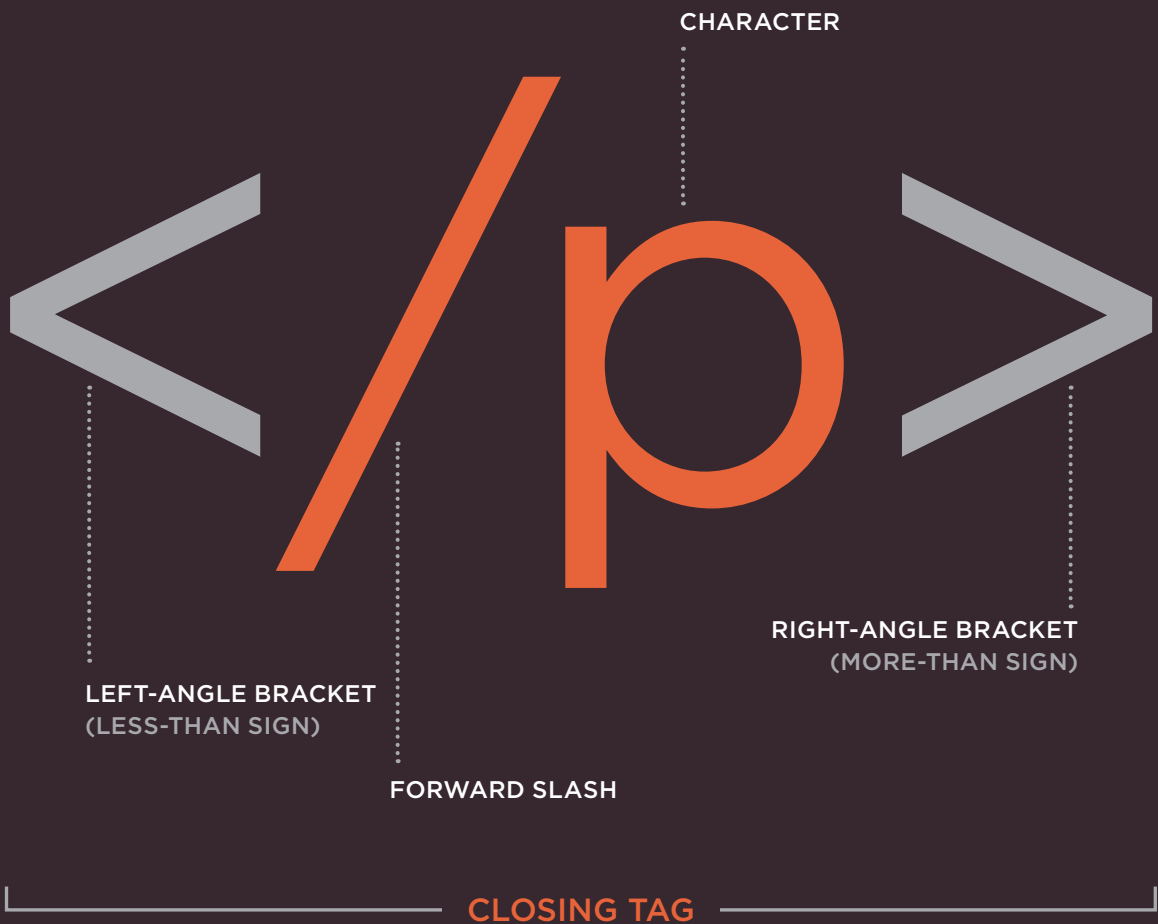 CHARACTER
</p>
RIGHT-ANGLE BRACKET
(MORE-THAN SIGN)
LEFT-ANGLE BRACKET
(LESS-THAN SIGN)
FORWARD SLASH
CLOSING TAG